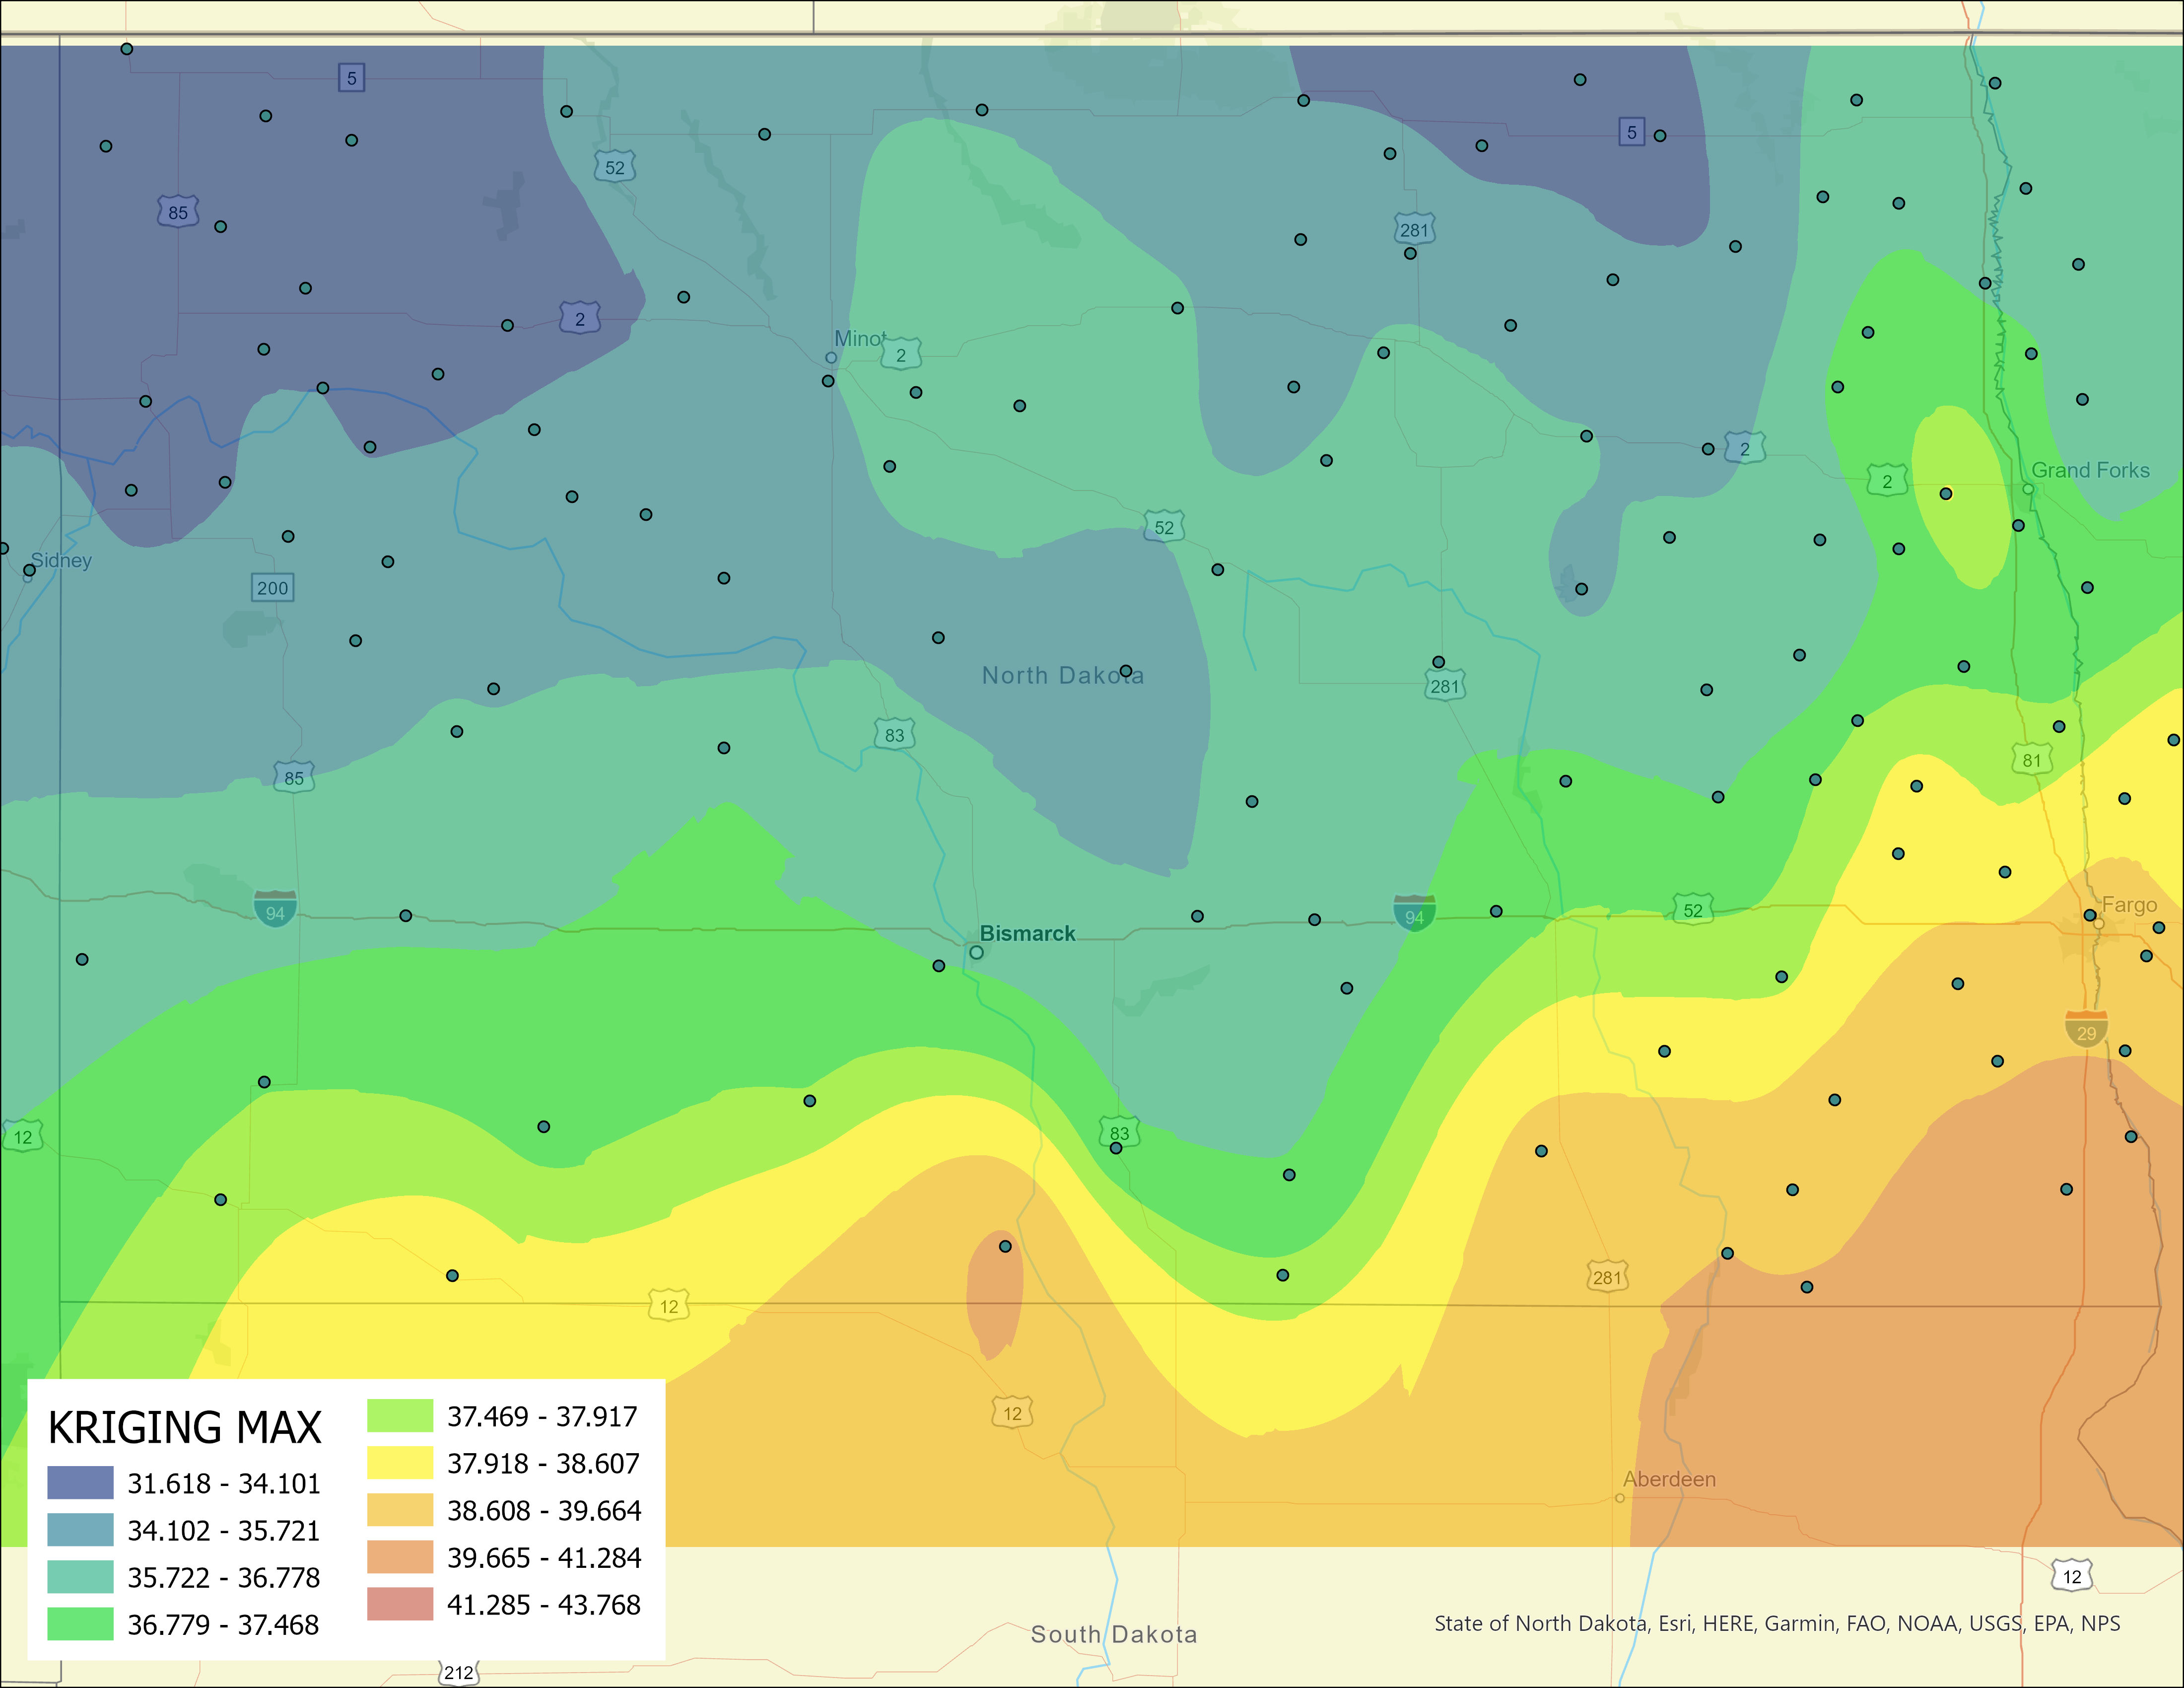 5
5
52
85
281
2
Minot
2
2
Grand Forks
2
52
Sidney
200
North Dakota
281
83
81
85
94
94
52
Fargo
Bismarck
29
12
83
281
12
12
Aberdeen
KRIGING MAX
31.618 - 34.101
34.102 - 35.721
35.722 - 36.778
36.779 - 37.468
37.469 - 37.917
37.918 - 38.607
38.608 - 39.664
39.665 - 41.284
41.285 - 43.768
12
State of North Dakota, Esri, HERE, Garmin, FAO, NOAA, USGS, EPA, NPS
South Dakota
212